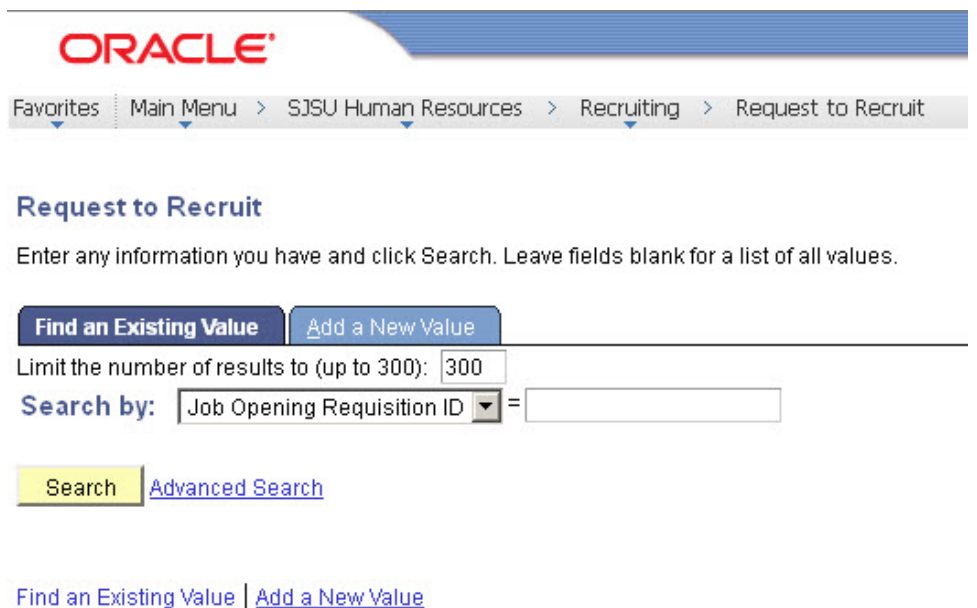 ORACLE
Favorites Main Menu > SJSU Human Resources > Recruiting > Request to Recruit
Request to Recruit
Enter any information you have and click Search. Leave fields blank for a list of all values.
Find an Existing Value Add a New Value
Limit the number of results to (up to 300): 300
Search by: Job Opening Requisition ID =
Search Advanced Search
Find an Existing Value | Add a New Value